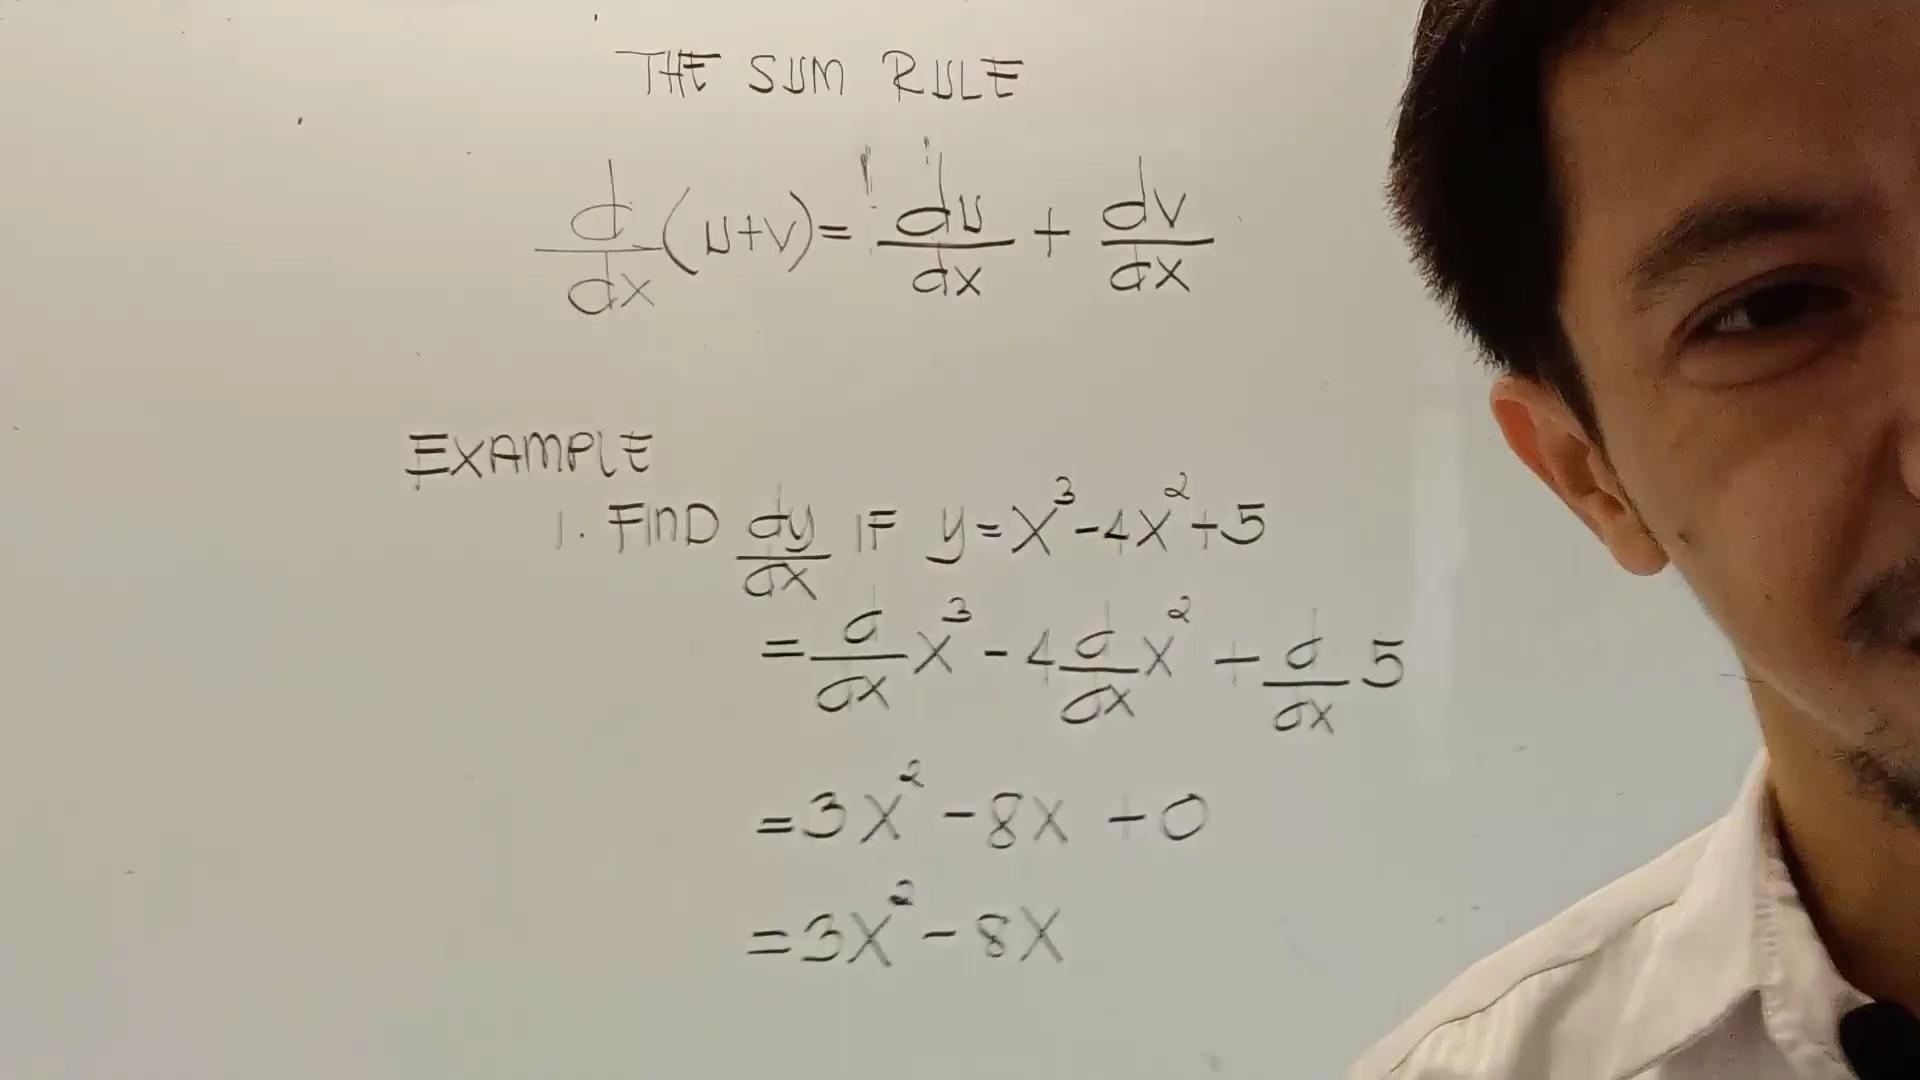 THE SUM RULE
d/dx (u+v) = du/dx + dv/dx
EXAMPLE
1. FIND dy/dx IF y = x³ - 4x² + 5
= d/dx x³ - 4 d/dx x² + d/dx 5
= 3x² - 8x + 0
= 3x² - 8x